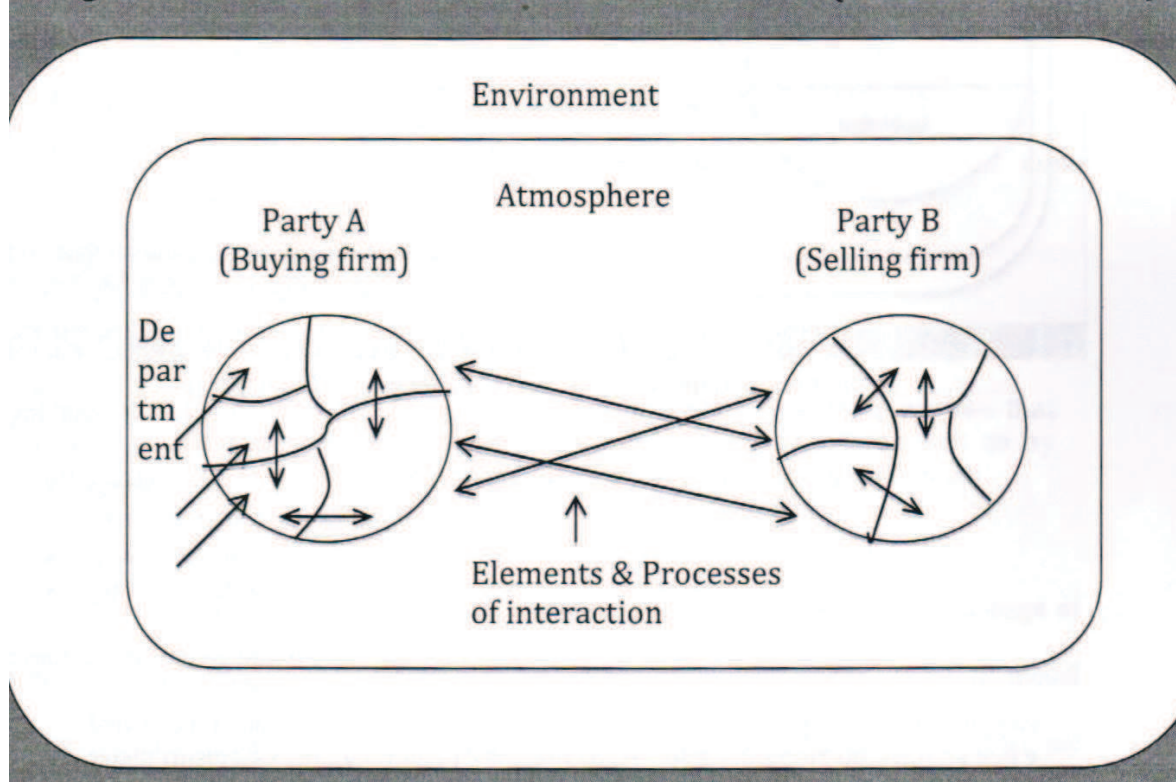 Environment
Atmosphere
Party A
(Buying firm)
Party B
(Selling firm)
De
par
tm
ent
Elements & Processes
of interaction